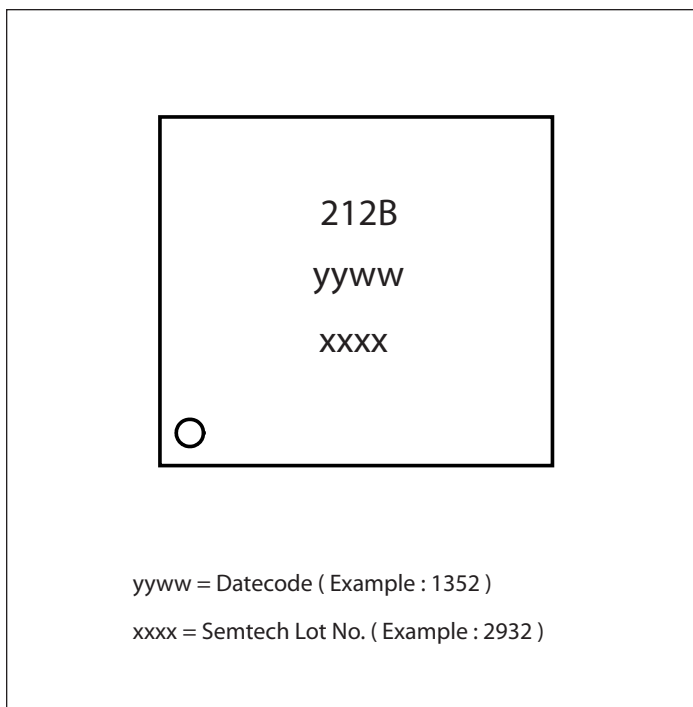 212B
yyww
xxxx
yyww = Datecode ( Example : 1352 )
xxxx = Semtech Lot No. ( Example : 2932 )